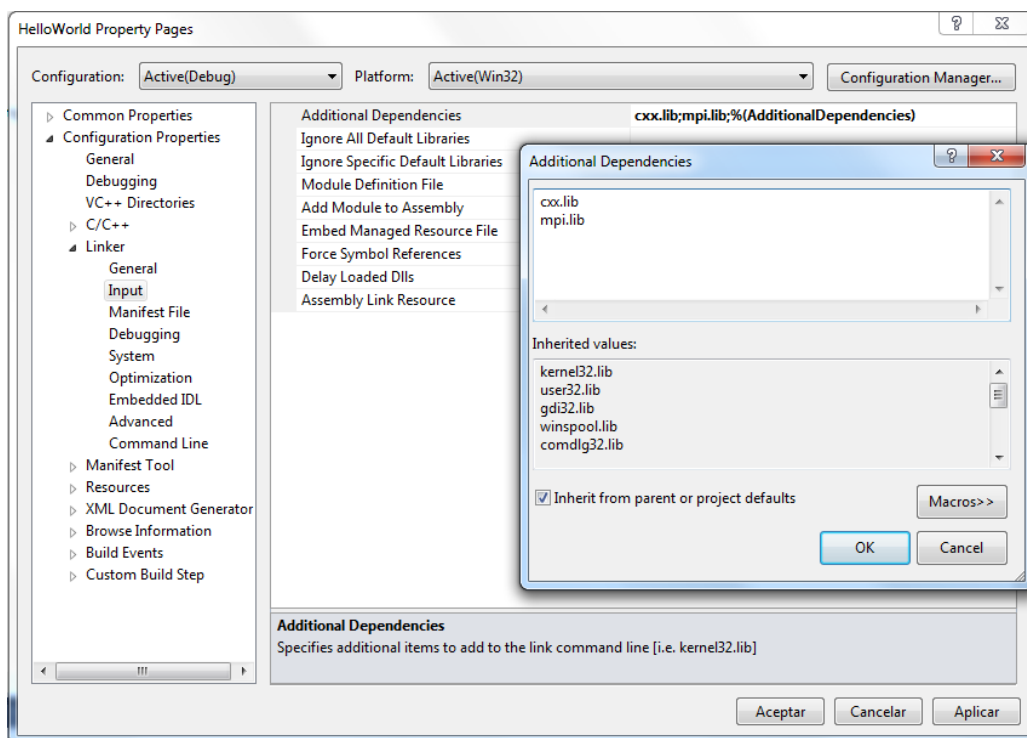 HelloWorld Property Pages
Configuration: Active(Debug) Platform: Active(Win32) Configuration Manager...
Common Properties
Configuration Properties
General
Debugging
VC++ Directories
C/C++
Linker
General
Input
Manifest File
Debugging
System
Optimization
Embedded IDL
Advanced
Command Line
Manifest Tool
Resources
XML Document Generator
Browse Information
Build Events
Custom Build Step
Additional Dependencies cxx.lib;mpi.lib;%(AdditionalDependencies)
Ignore All Default Libraries
Ignore Specific Default Libraries
Module Definition File
Add Module to Assembly
Embed Managed Resource File
Force Symbol References
Delay Loaded Dlls
Assembly Link Resource
Additional Dependencies
cxx.lib
mpi.lib
Inherited values:
kernel32.lib
user32.lib
gdi32.lib
winspool.lib
comdlg32.lib
Inherit from parent or project defaults
Macros>>
OK Cancel
Additional Dependencies
Specifies additional items to add to the link command line [i.e. kernel32.lib]
Aceptar Cancelar Aplicar